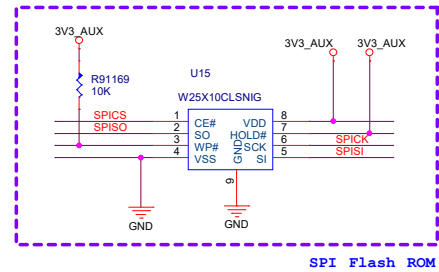 3V3_AUX
3V3_AUX 3V3_AUX
U15
R91169
10K
W25X10CLSNIG
SPICS 1 CE# VDD 8
SPISO 2 SO HOLD# 7
3 WP# SCK 6 SPICK
4 VSS SI 5 SPISI
GND
9
GND
GND
SPI Flash ROM